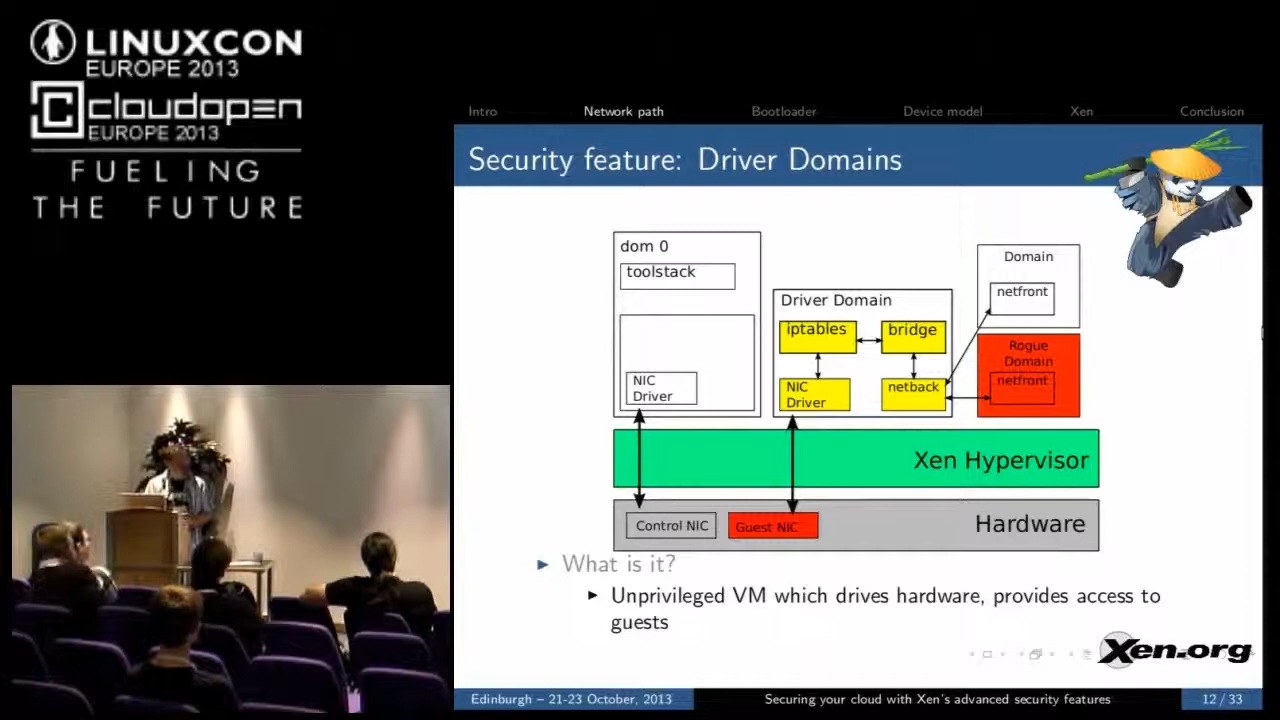 LINUXCON
EUROPE 2013
cloudopen
EUROPE 2013
FUELING
THE FUTURE
Intro Network path Bootloader Device model Xen Conclusion
Security feature: Driver Domains
dom 0
toolstack
NIC
Driver
Driver Domain
iptables
bridge
NIC
Driver
netback
Domain
netfront
Rogue
Domain
netfront
Xen Hypervisor
Control NIC
Guest NIC
Hardware
What is it?
Unprivileged VM which drives hardware, provides access to
guests
Xen.org
Edinburgh – 21-23 October, 2013 Securing your cloud with Xen's advanced security features 12 / 33